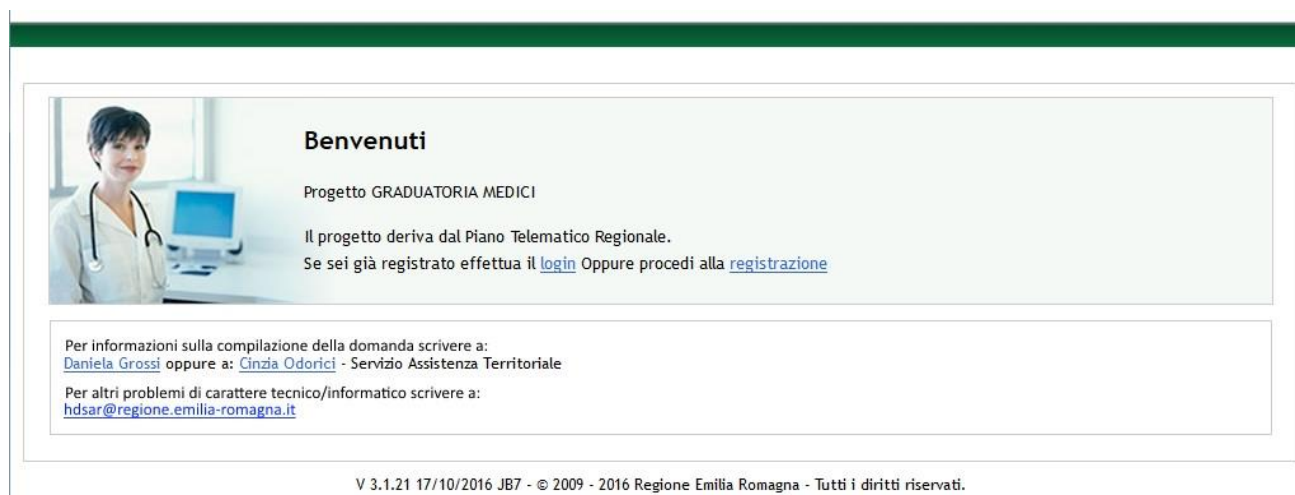 Benvenuti
Progetto GRADUATORIA MEDICI
Il progetto deriva dal Piano Telematico Regionale.
Se sei già registrato effettua il login Oppure procedi alla registrazione
Per informazioni sulla compilazione della domanda scrivere a:
Daniela Grossi oppure a: Cinzia Odorici - Servizio Assistenza Territoriale
Per altri problemi di carattere tecnico/informatico scrivere a:
hdsar@regione.emilia-romagna.it
V 3.1.21 17/10/2016 JB7 - © 2009 - 2016 Regione Emilia Romagna - Tutti i diritti riservati.